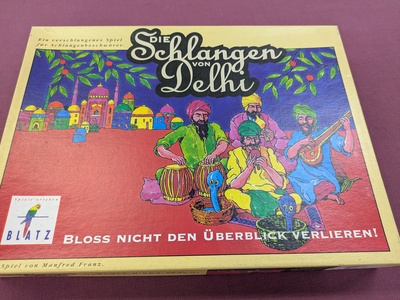 Ein verschlungenes Spiel
für Schlangenbeschwörer.
DIE
Schlangen
VON
Delhi
Spiele erleben
BLATZ
BLOSS NICHT DEN ÜBERBLICK VERLIEREN!
Spiel von Manfred Franz.